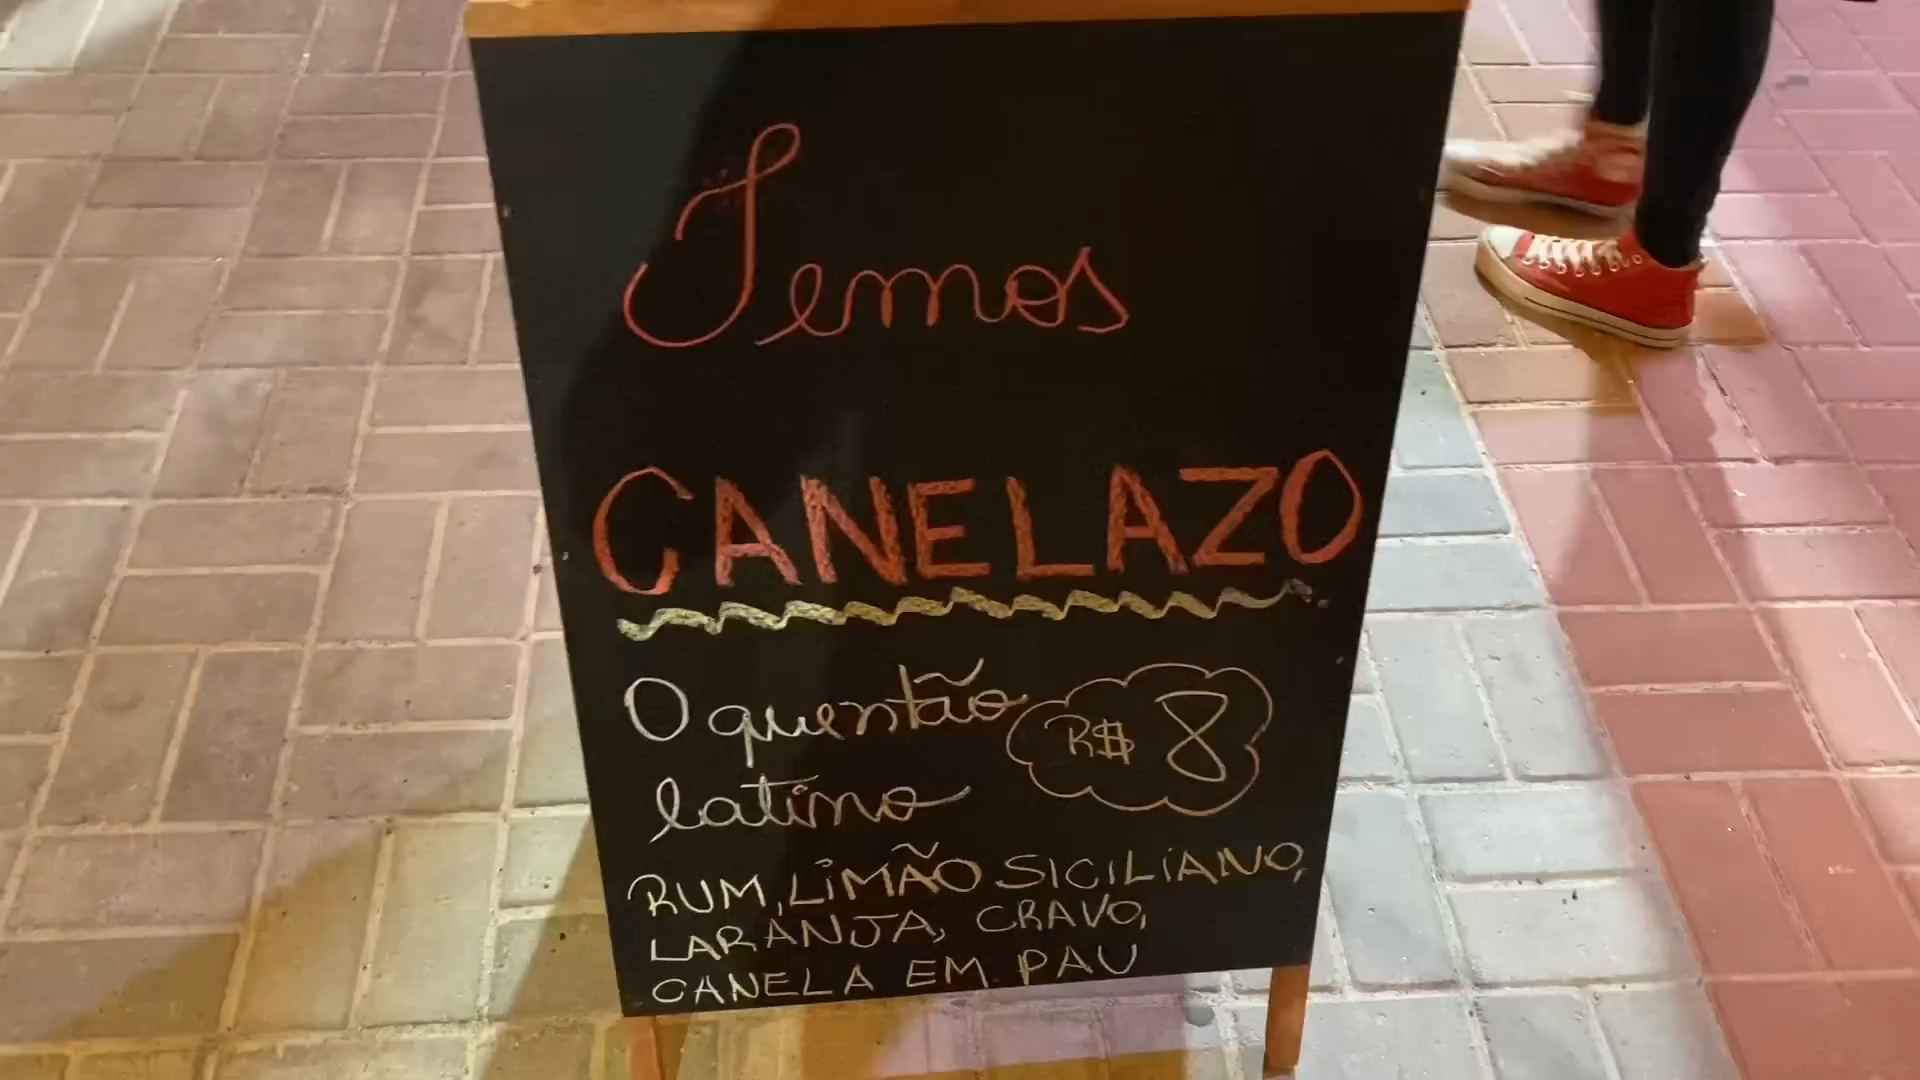 Temos
CANELAZO
O quentão
latino
R$ 8
RUM, LIMÃO SICILIANO,
LARANJA, CRAVO,
CANELA EM PAU